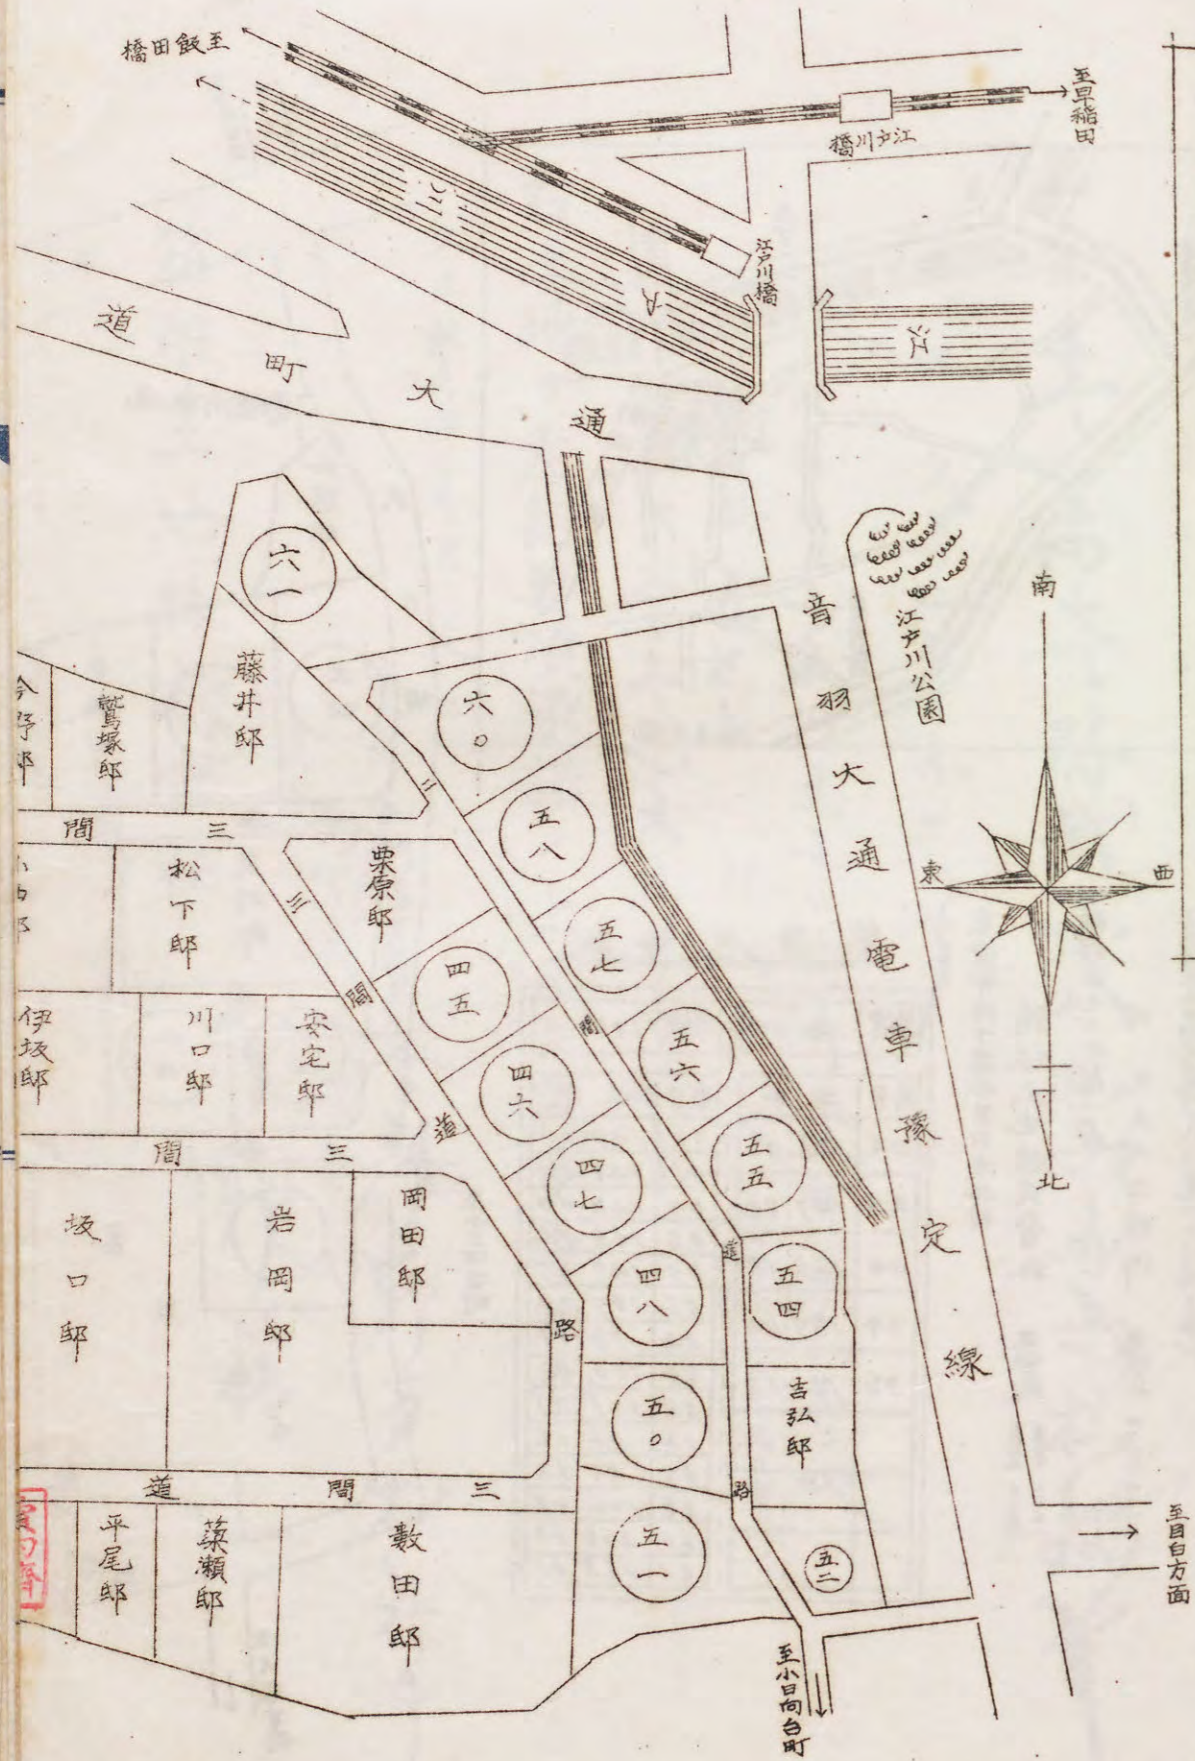 橋田飯至
至早稲田
橋川戸江
江戸川橋
江戸
川
道町大通
音羽大通電車豫定線
江戸川公園
南
東
西
北
六一
藤井邸
鷲塚邸
今野邸
六〇
五八
五七
五六
五五
五四
吉弘邸
五二
三間道路
三間
栗原邸
松下邸
四五
四六
四七
四八
五〇
五一
三間道路
安宅邸
川口邸
伊坂邸
間三
岡田邸
岩岡邸
坂口邸
道間三
敷田邸
瀬邸
平尾邸
至小日向台町
至目白方面